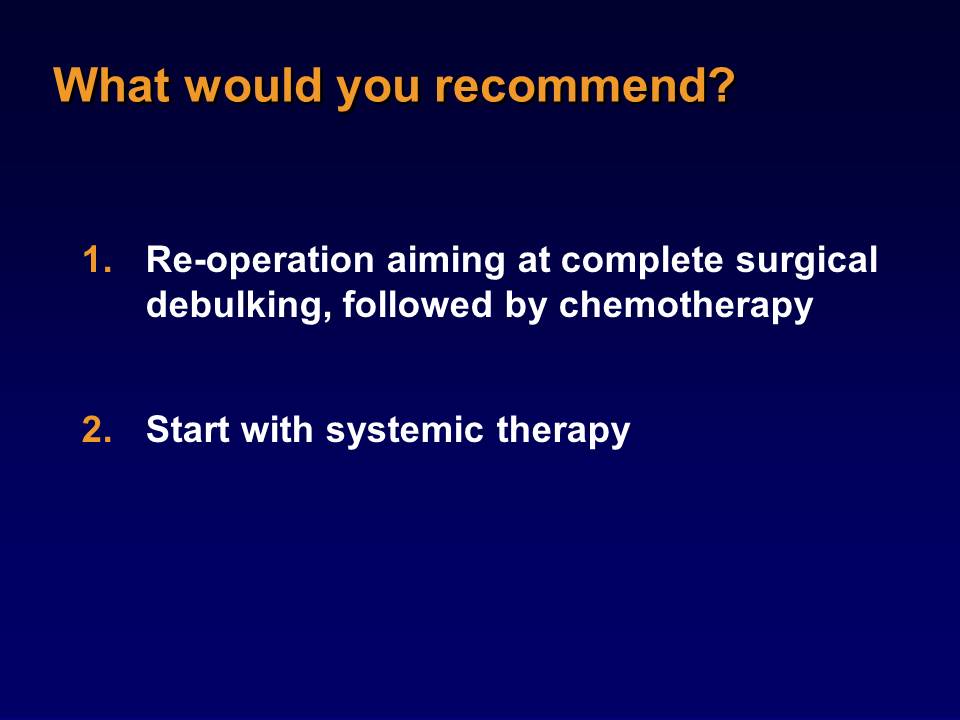 What would you recommend?
1. Re-operation aiming at complete surgical
debulking, followed by chemotherapy
2. Start with systemic therapy